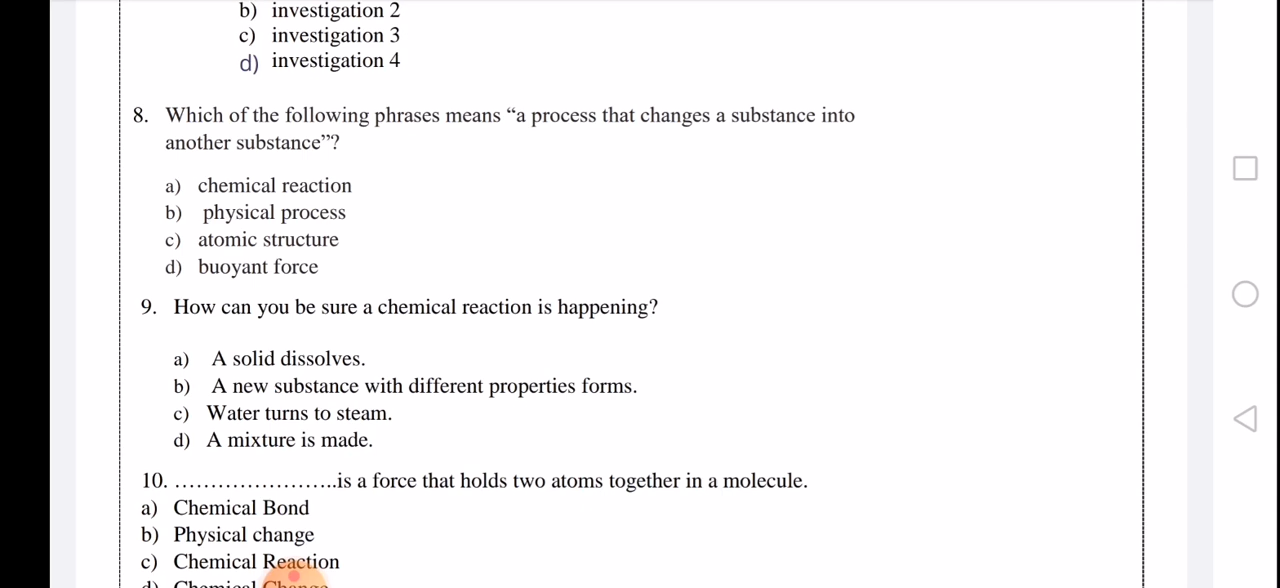 b) investigation 2
c) investigation 3
d) investigation 4
8. Which of the following phrases means “a process that changes a substance into
another substance”?
a) chemical reaction
b) physical process
c) atomic structure
d) buoyant force
9. How can you be sure a chemical reaction is happening?
a) A solid dissolves.
b) A new substance with different properties forms.
c) Water turns to steam.
d) A mixture is made.
10. …………………..is a force that holds two atoms together in a molecule.
a) Chemical Bond
b) Physical change
c) Chemical Reaction
d) Chemical Change